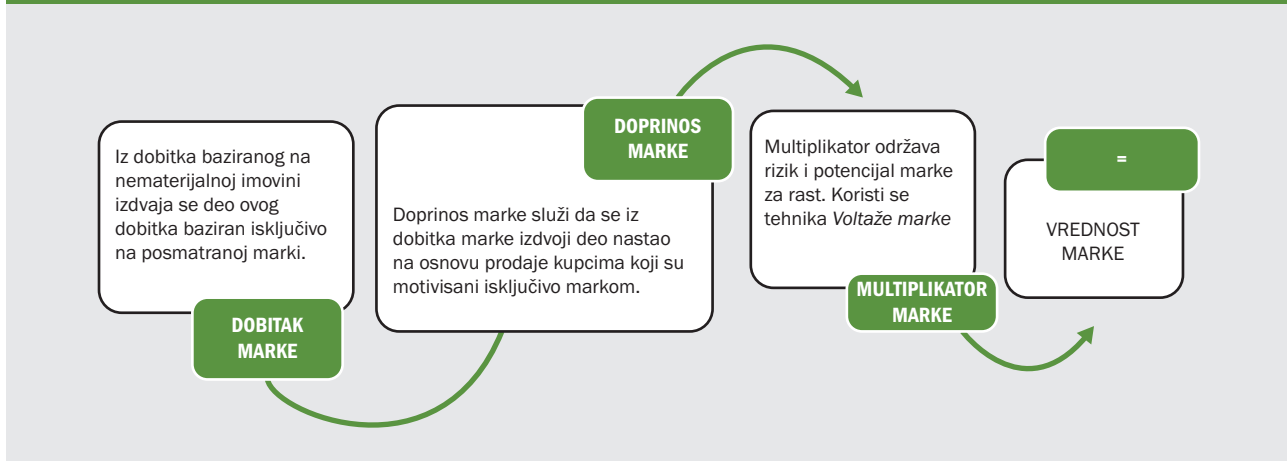 Iz dobitka baziranog na
nematerijalnoj imovini
izdvaja se deo ovog
dobitka baziran isključivo
na posmatranoj marki.
DOBITAK
MARKE
DOPRINOS
MARKE
Doprinos marke služi da se iz
dobitka marke izdvoji deo nastao
na osnovu prodaje kupcima koji su
motivisani isključivo markom.
Multiplikator održava
rizik i potencijal marke
za rast. Koristi se
tehnika Voltaže marke
MULTIPLIKATOR
MARKE
=
VREDNOST
MARKE